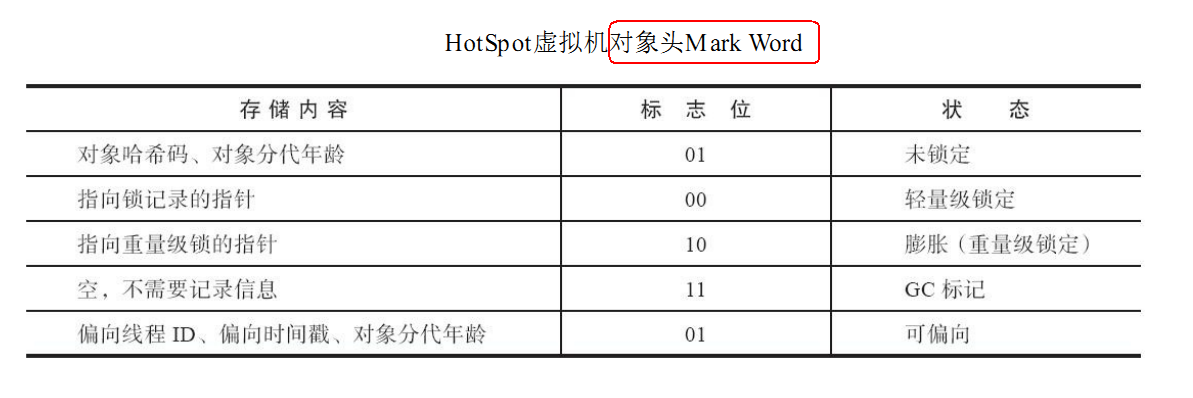 HotSpot虚拟机对象头Mark Word
存储内容 标志位 状态
对象哈希码、对象分代年龄 01 未锁定
指向锁记录的指针 00 轻量级锁定
指向重量级锁的指针 10 膨胀（重量级锁定）
空，不需要记录信息 11 GC 标记
偏向线程 ID、偏向时间戳、对象分代年龄 01 可偏向